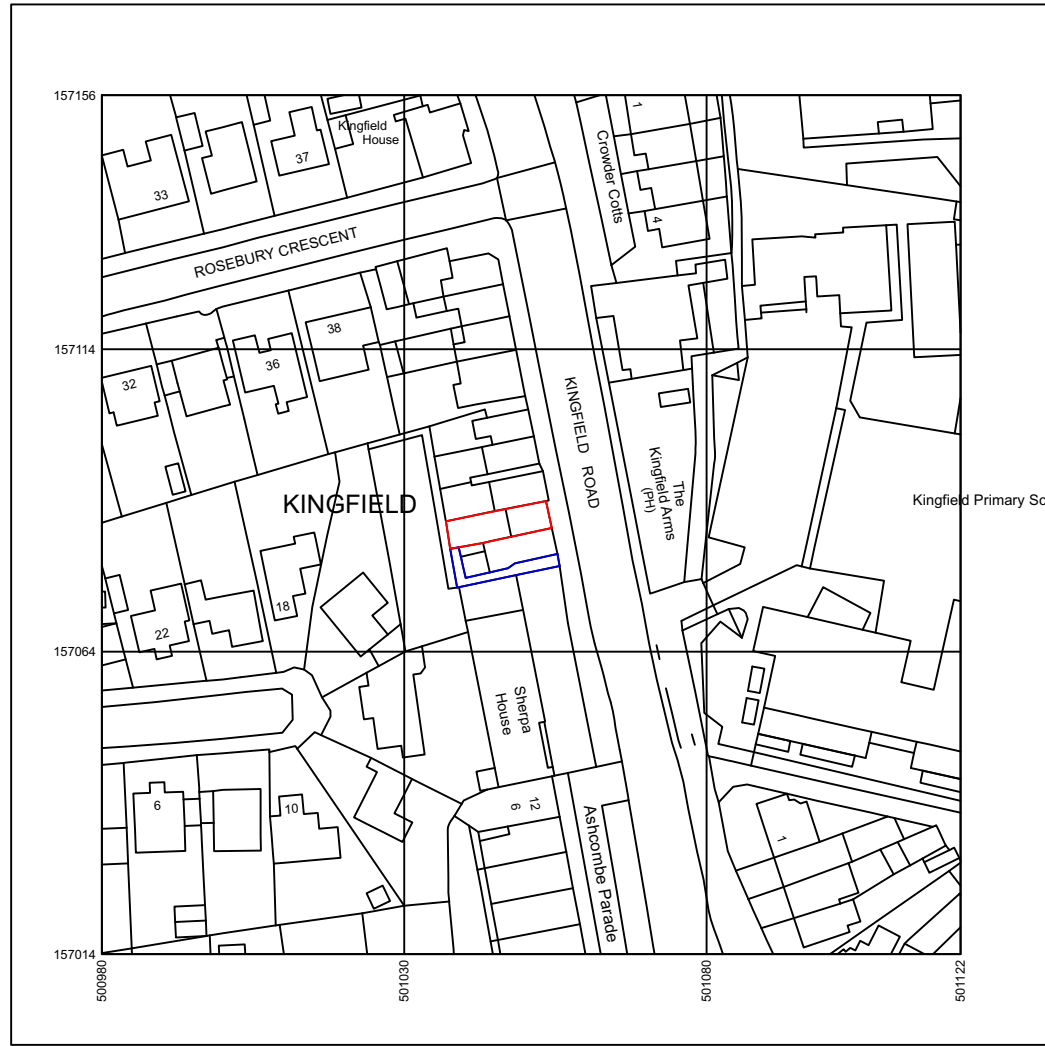 157156
Kingfield
House
37
33
1
Crowder Cotts
4
ROSEBURY CRESCENT
38
36
32
157114
KINGFIELD ROAD
The
Kingfield Arms
(PH)
KINGFIELD
Kingfield Primary So
18
22
157064
Sherpa
House
6
10
12
6
Ashcombe Parade
1
157014
500980
501030
501080
501122